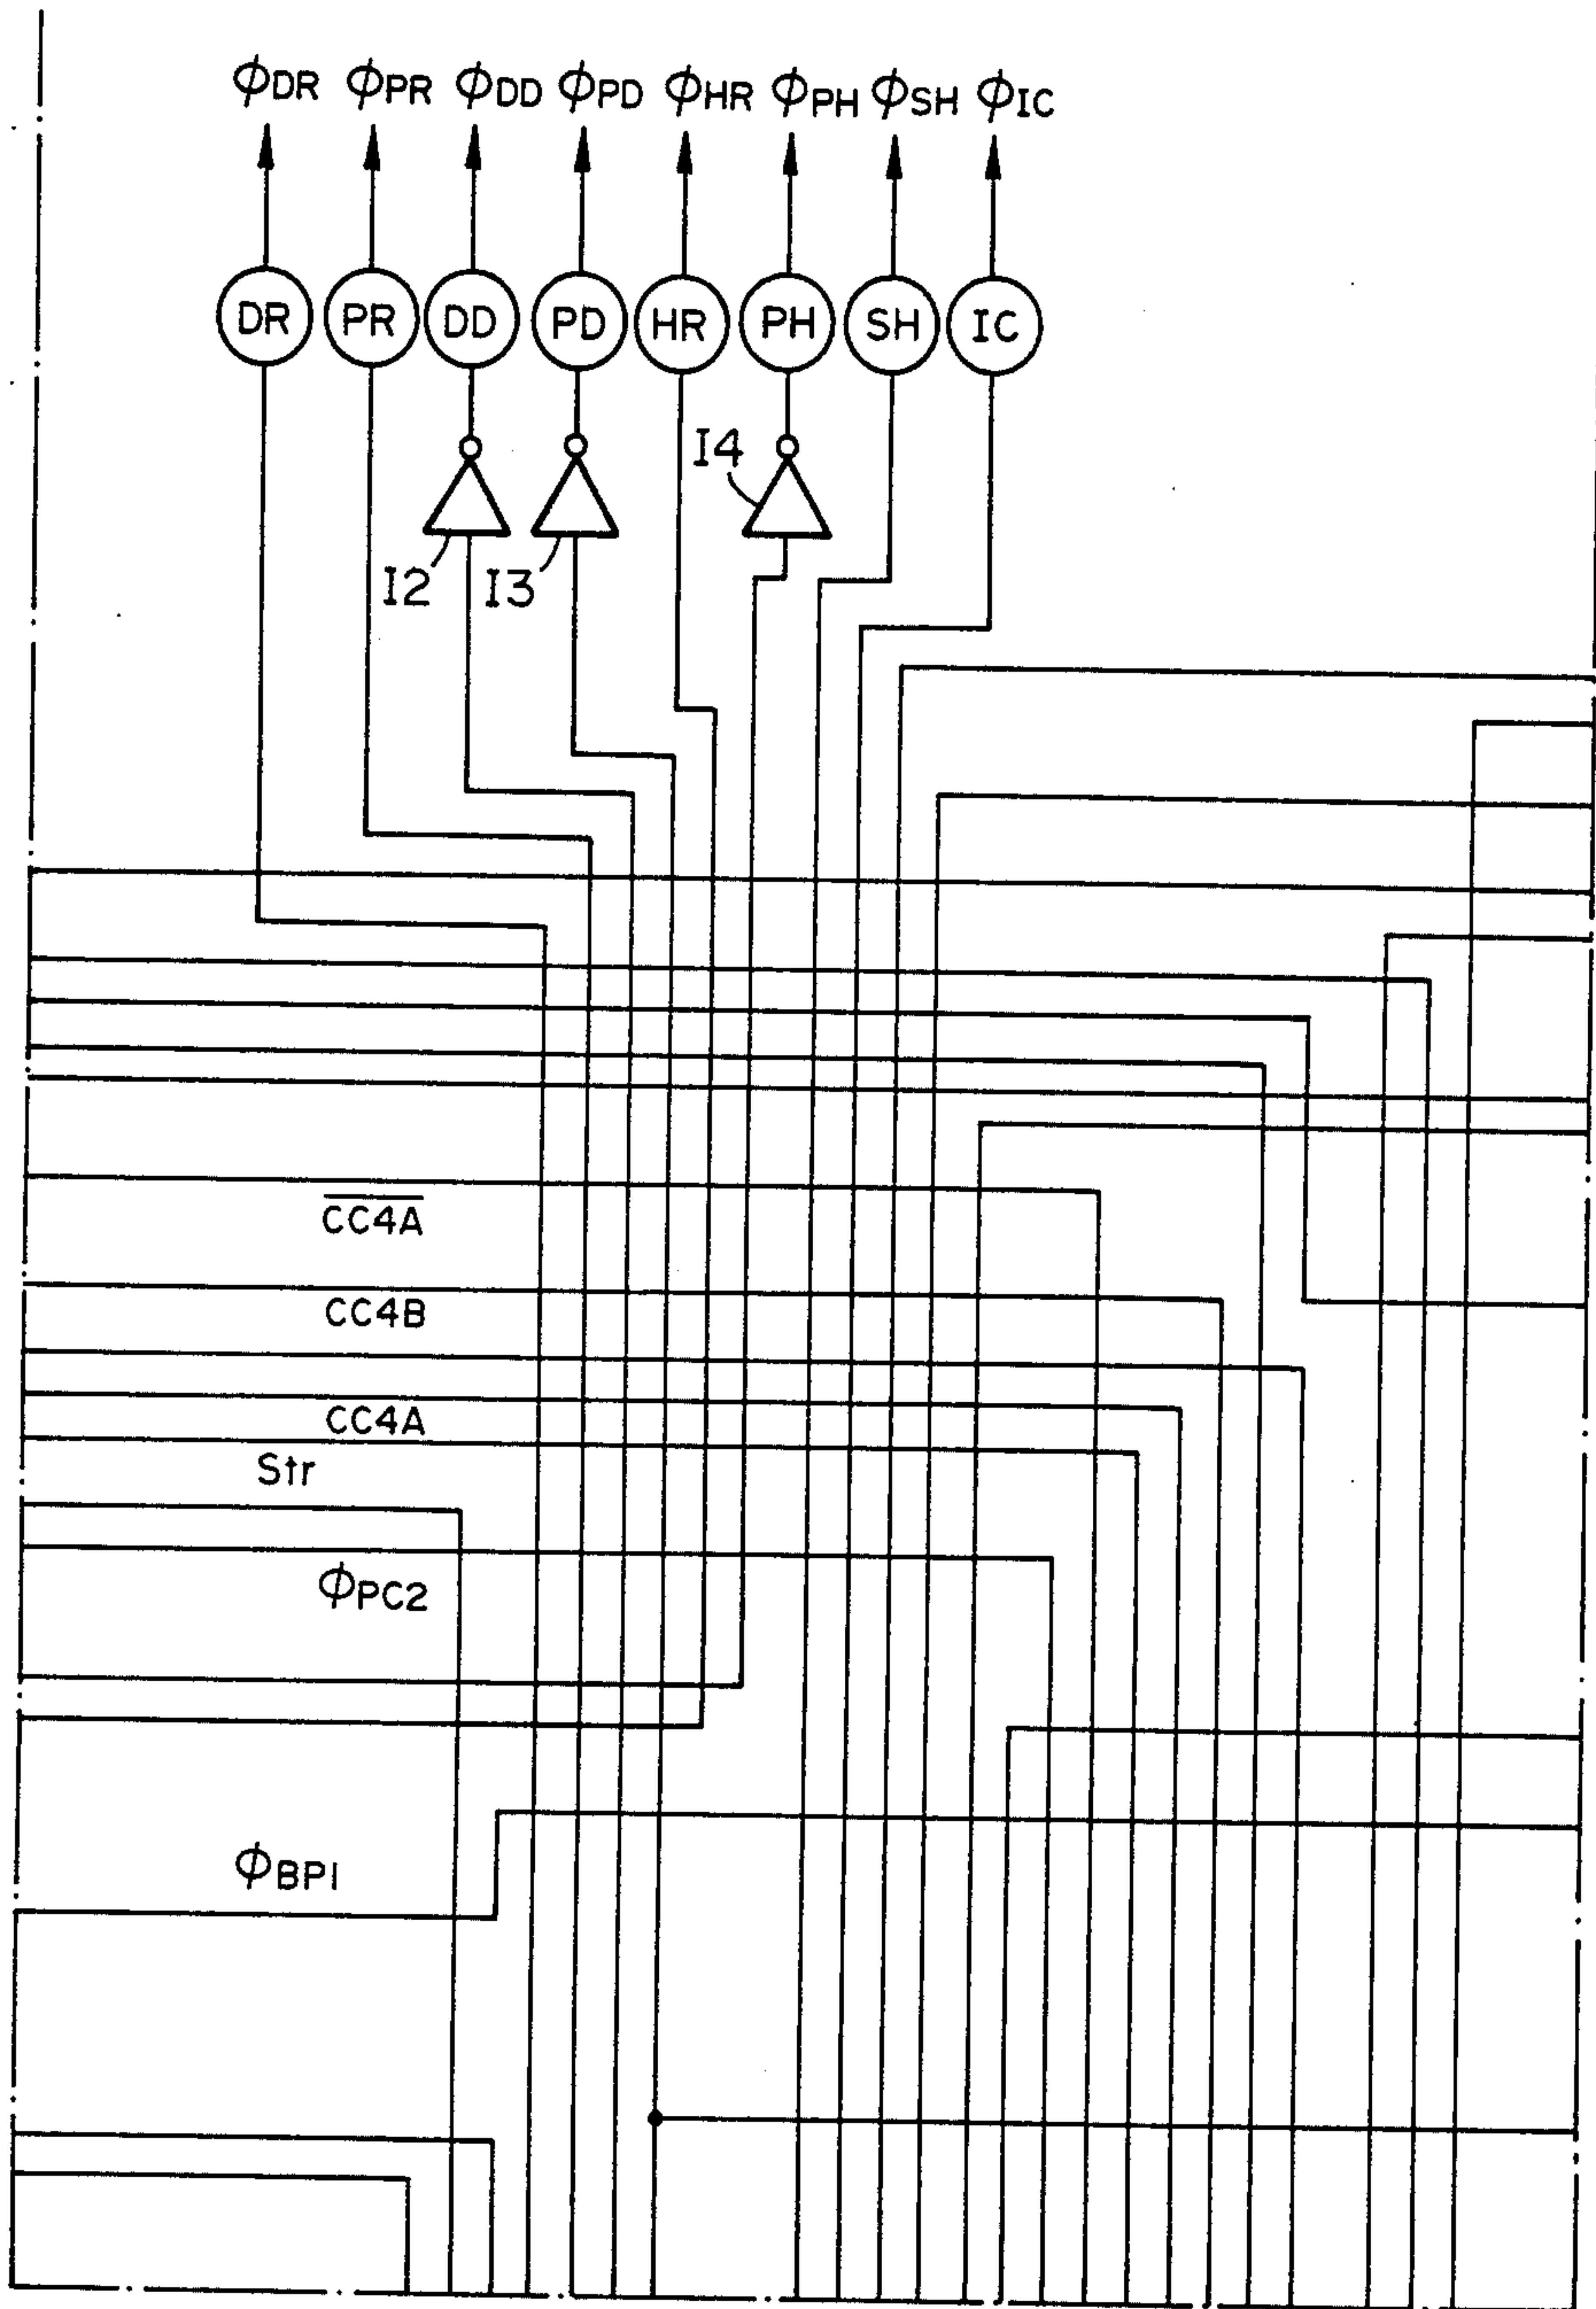 ϕDR ϕPR ϕDD ϕPD ϕHR ϕPH ϕSH ϕIC
DR PR DD PD HR PH SH IC
I4
I2 I3
C̅C̅4̅A̅
CC4B
CC4A
Str
ϕPC2
ϕBP1